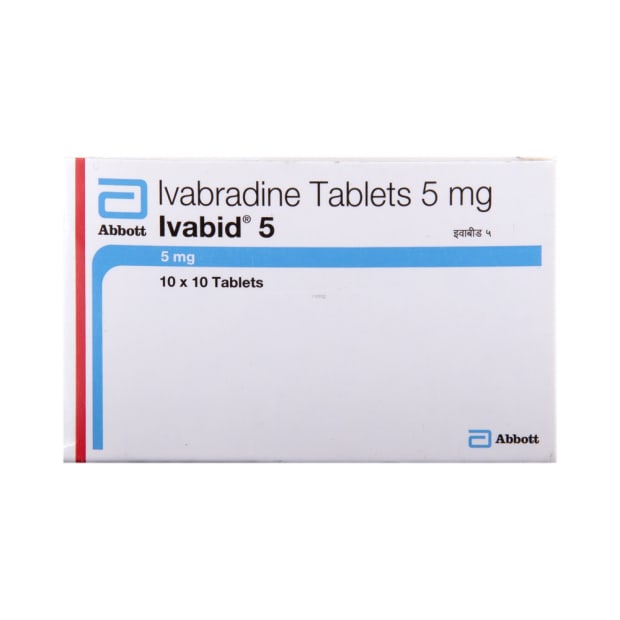 Ivabradine Tablets 5 mg
Abbott
Ivabid® 5
इवाबीड ५
5 mg
10 x 10 Tablets
Abbott